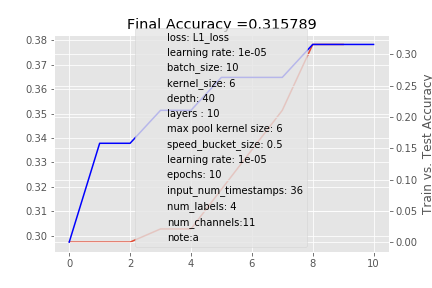 Final Accuracy =0.315789
loss: L1_loss
learning rate: 1e-05
batch_size: 10
kernel_size: 6
depth: 40
layers : 10
max pool kernel size: 6
speed_bucket_size: 0.5
learning rate: 1e-05
epochs: 10
input_num_timestamps: 36
num_labels: 4
num_channels:11
note:a
0.38
0.37
0.36
0.35
0.34
0.33
0.32
0.31
0.30
0.30
0.25
0.20
0.15
0.10
0.05
0.00
Train vs. Test Accuracy
0 2 4 6 8 10